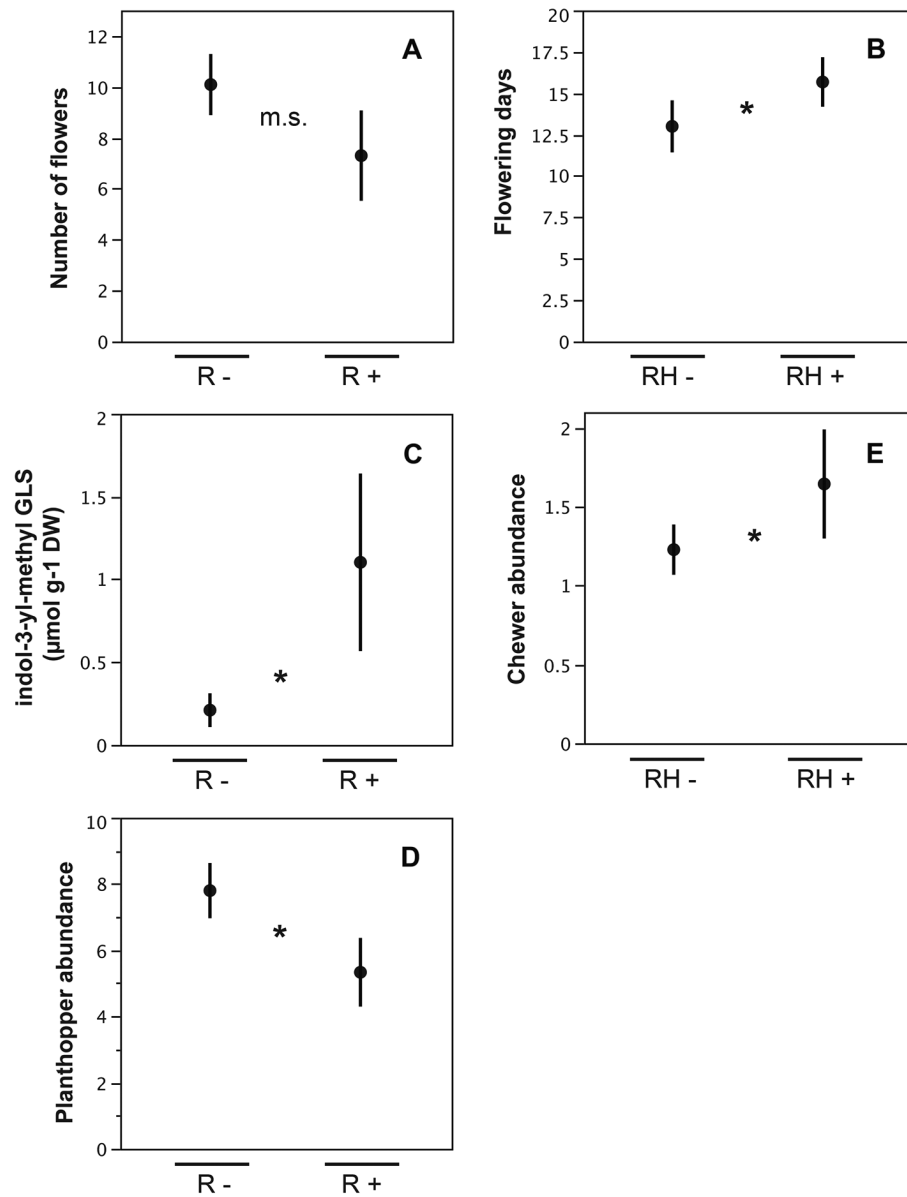 A
Number of flowers
12
10
8
6
4
2
0
m.s.
R -
R +
B
Flowering days
20
17.5
15
12.5
10
7.5
5
2.5
0
*
RH -
RH +
C
indol-3-yl-methyl GLS
(µmol g-1 DW)
2
1.5
1
0.5
0
*
R -
R +
E
Chewer abundance
2
1.5
1
0.5
0
*
RH -
RH +
D
Planthopper abundance
10
8
6
4
2
0
*
R -
R +